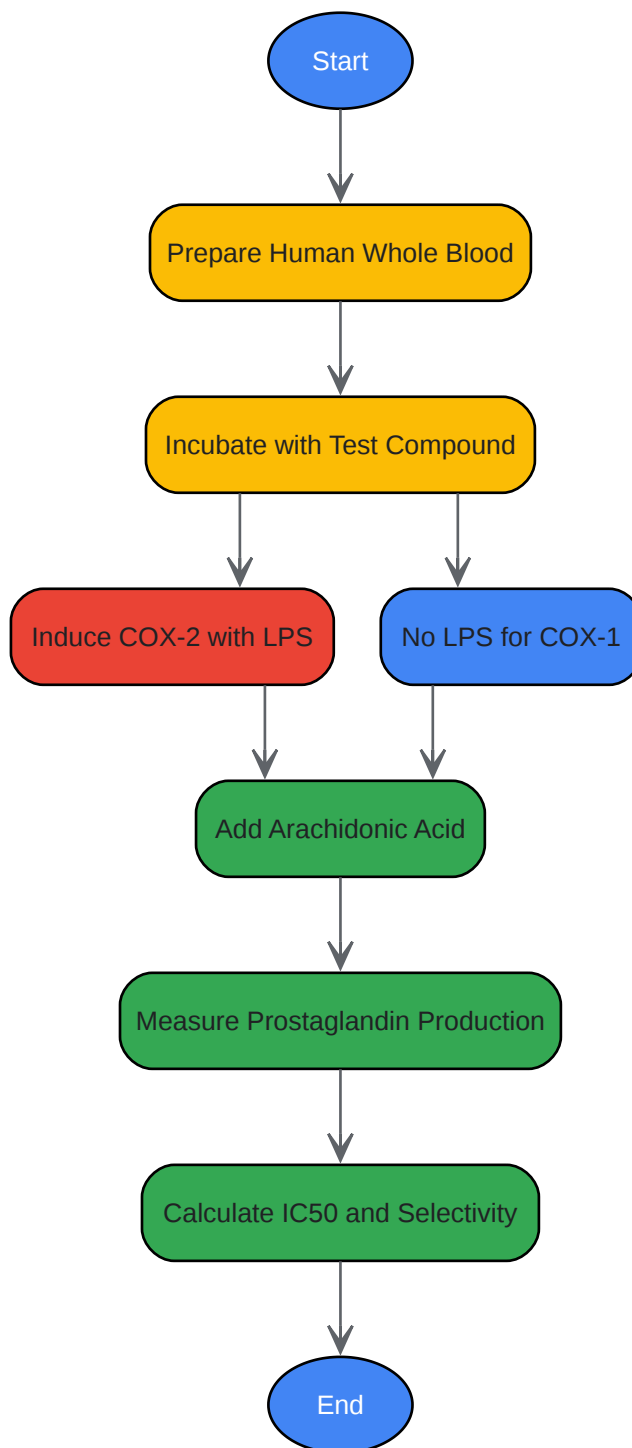 Start
Prepare Human Whole Blood
Incubate with Test Compound
Induce COX-2 with LPS
No LPS for COX-1
Add Arachidonic Acid
Measure Prostaglandin Production
Calculate IC50 and Selectivity
End